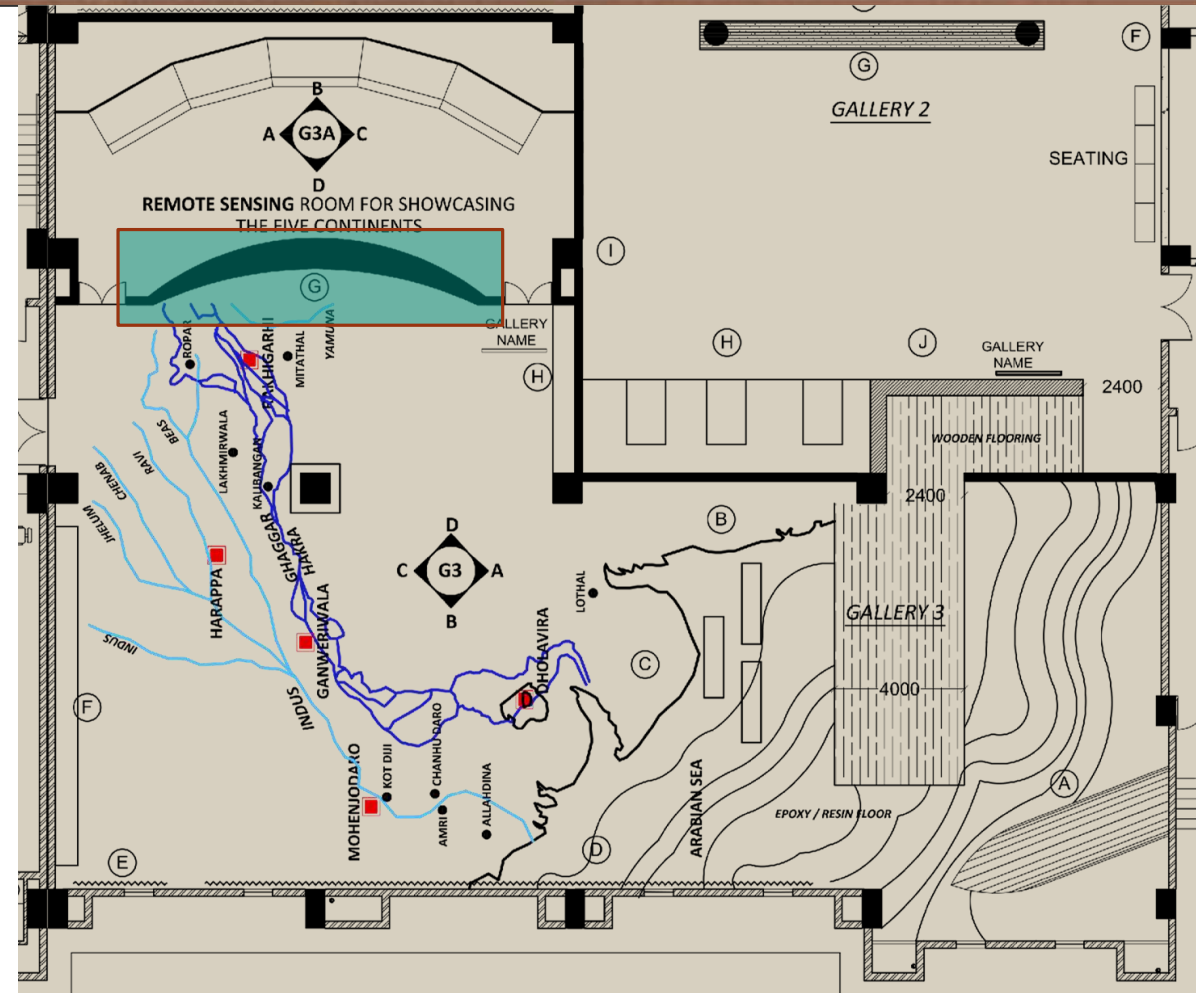 F
G
GALLERY 2
SEATING
B
A G3A C
D
REMOTE SENSING ROOM FOR SHOWCASING
THE FIVE CONTINENTS
I
G
GALLERY
NAME
H
H
J
GALLERY
NAME
2400
WOODEN FLOORING
2400
ROPAR
RAKHIGARHI
MITATHAL
YAMUNA
BEAS
RAVI
CHENAB
JHELUM
LAKHMIRWALA
KALIBANGAN
GHAGGAR
HAKRA
HARAPPA
GANWERIWALA
INDUS
INDUS
D
C G3 A
B
B
LOTHAL
C
DHOLAVIRA
D
GALLERY 3
4000
F
MOHENJODARO
KOT DIJI
CHANHU DARO
AMRI
ALLAHDINA
ARABIAN SEA
EPOXY / RESIN FLOOR
A
E
D